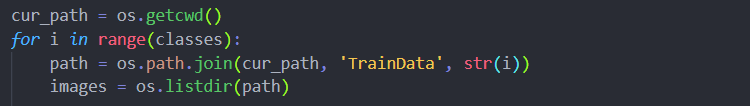 cur_path = os.getcwd()
for i in range(classes):
    path = os.path.join(cur_path, 'TrainData', str(i))
    images = os.listdir(path)